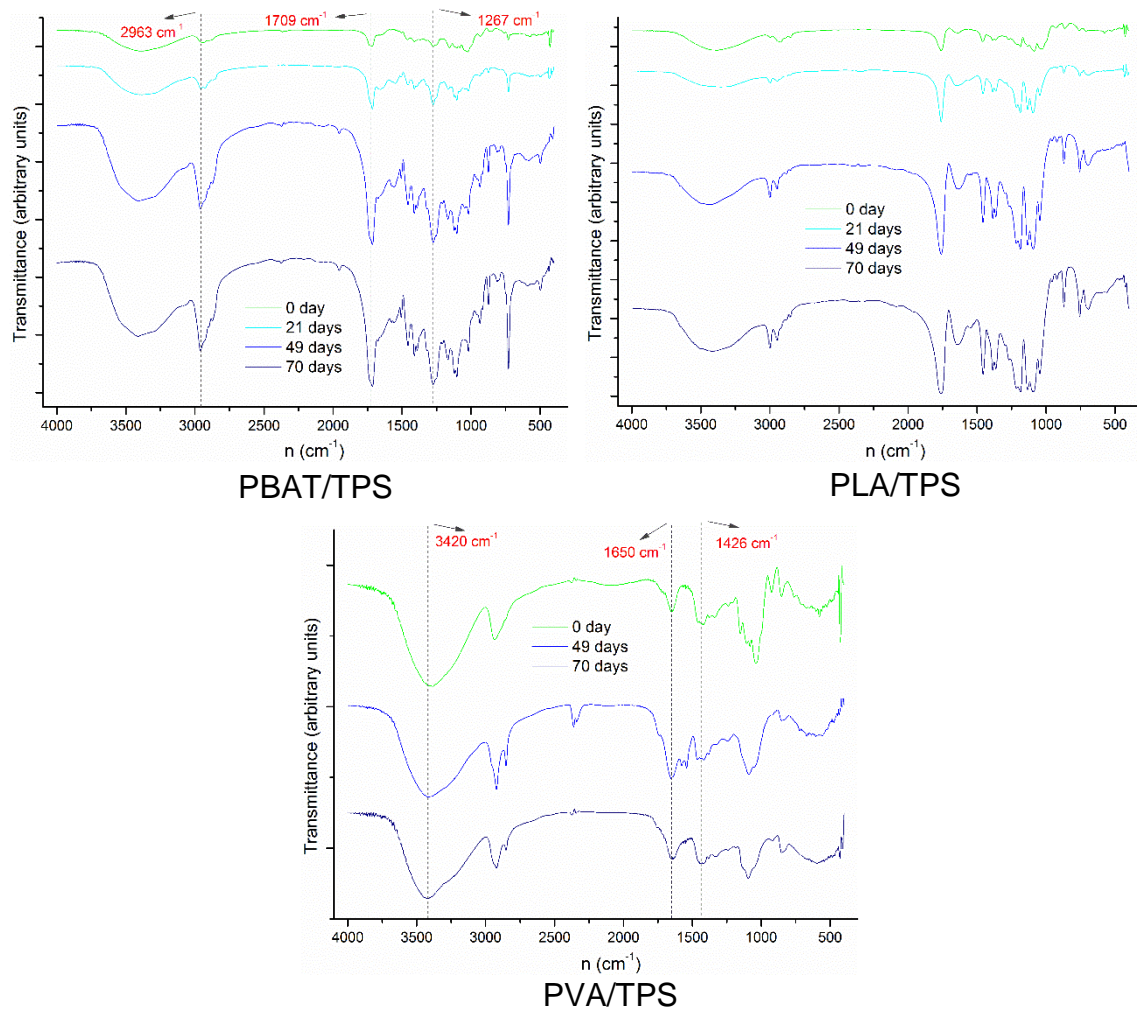 2963 cm⁻¹
1709 cm⁻¹
1267 cm⁻¹
Transmittance (arbitrary units)
0 day
21 days
49 days
70 days
4000 3500 3000 2500 2000 1500 1000 500
n (cm⁻¹)
PBAT/TPS
Transmittance (arbitrary units)
0 day
21 days
49 days
70 days
4000 3500 3000 2500 2000 1500 1000 500
n (cm⁻¹)
PLA/TPS
3420 cm⁻¹
1650 cm⁻¹
1426 cm⁻¹
Transmittance (arbitrary units)
0 day
49 days
70 days
4000 3500 3000 2500 2000 1500 1000 500
n (cm⁻¹)
PVA/TPS